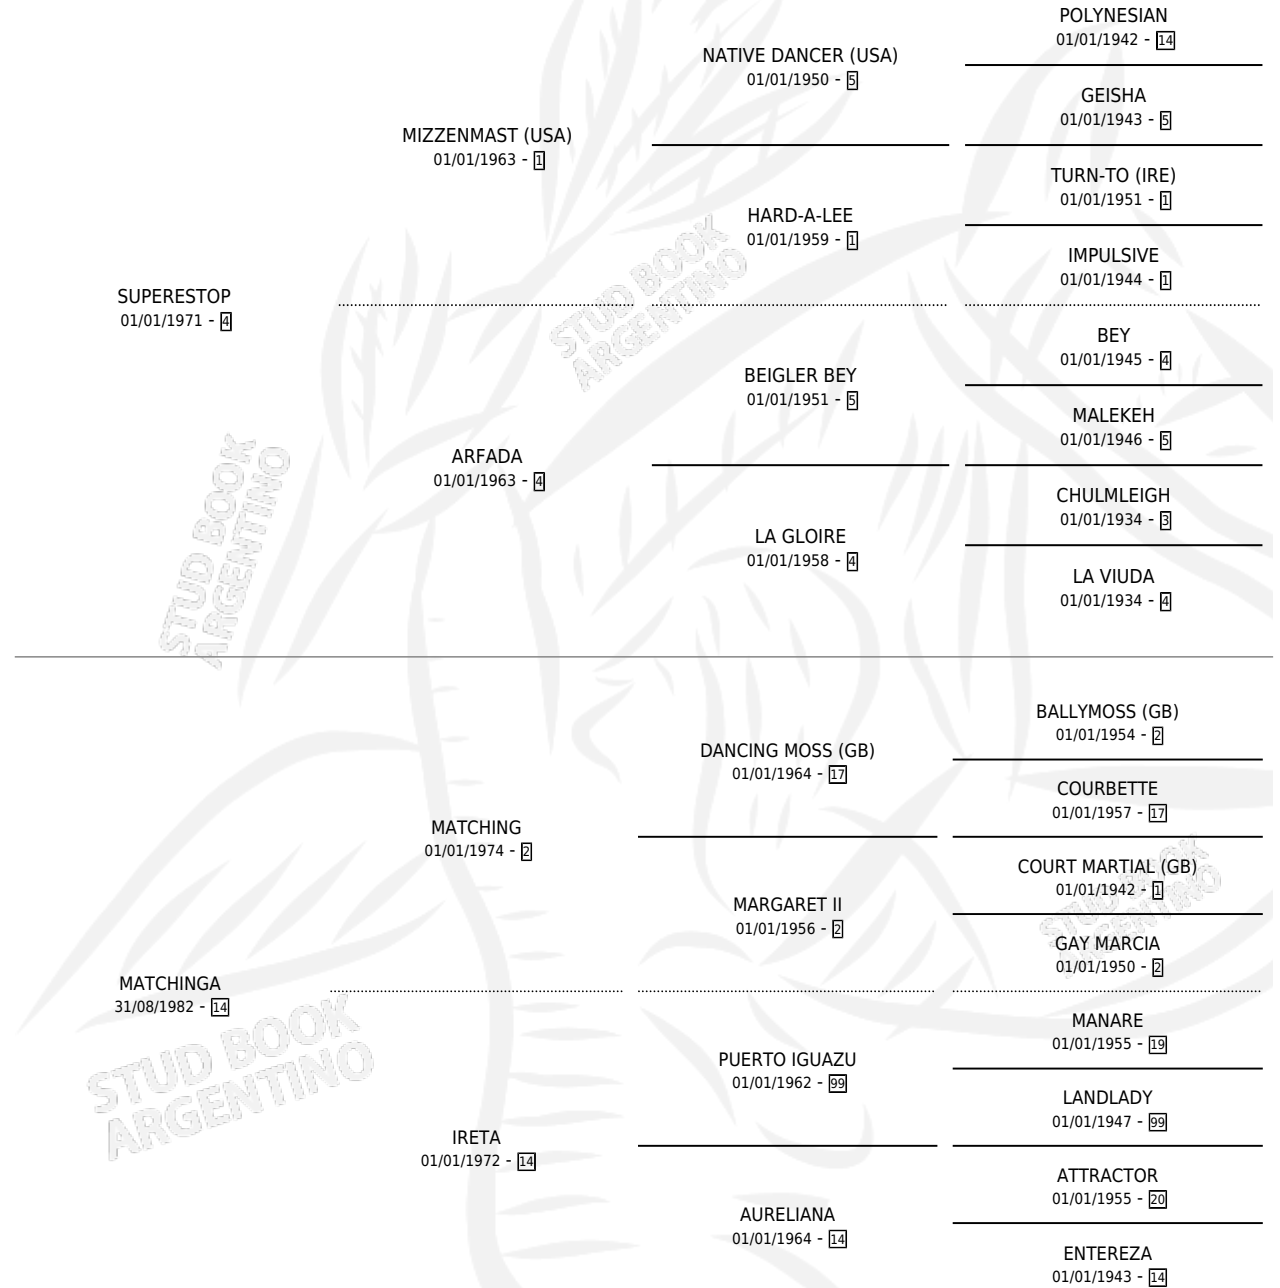 POLYNESIAN
01/01/1942 - 14
NATIVE DANCER (USA)
01/01/1950 - 5
GEISHA
01/01/1943 - 5
MIZZENMAST (USA)
01/01/1963 - 1
TURN-TO (IRE)
01/01/1951 - 1
HARD-A-LEE
01/01/1959 - 1
IMPULSIVE
01/01/1944 - 1
SUPERESTOP
01/01/1971 - 4
BEY
01/01/1945 - 4
BEIGLER BEY
01/01/1951 - 5
MALEKEH
01/01/1946 - 5
ARFADA
01/01/1963 - 4
CHULMLEIGH
01/01/1934 - 3
LA GLOIRE
01/01/1958 - 4
LA VIUDA
01/01/1934 - 4
STUD BOOK
ARGENTINO
STUD BOOK
ARGENTINO
BALLYMOSS (GB)
01/01/1954 - 2
DANCING MOSS (GB)
01/01/1964 - 17
COURBETTE
01/01/1957 - 17
MATCHING
01/01/1974 - 2
COURT MARTIAL (GB)
01/01/1942 - 1
MARGARET II
01/01/1956 - 2
GAY MARCIA
01/01/1950 - 2
MATCHINGA
31/08/1982 - 14
MANARE
01/01/1955 - 19
PUERTO IGUAZU
01/01/1962 - 99
LANDLADY
01/01/1947 - 99
IRETA
01/01/1972 - 14
ATTRACTOR
01/01/1955 - 20
AURELIANA
01/01/1964 - 14
ENTEREZA
01/01/1943 - 14
STUD BOOK
ARGENTINO
STUD BOOK
ARGENTINO